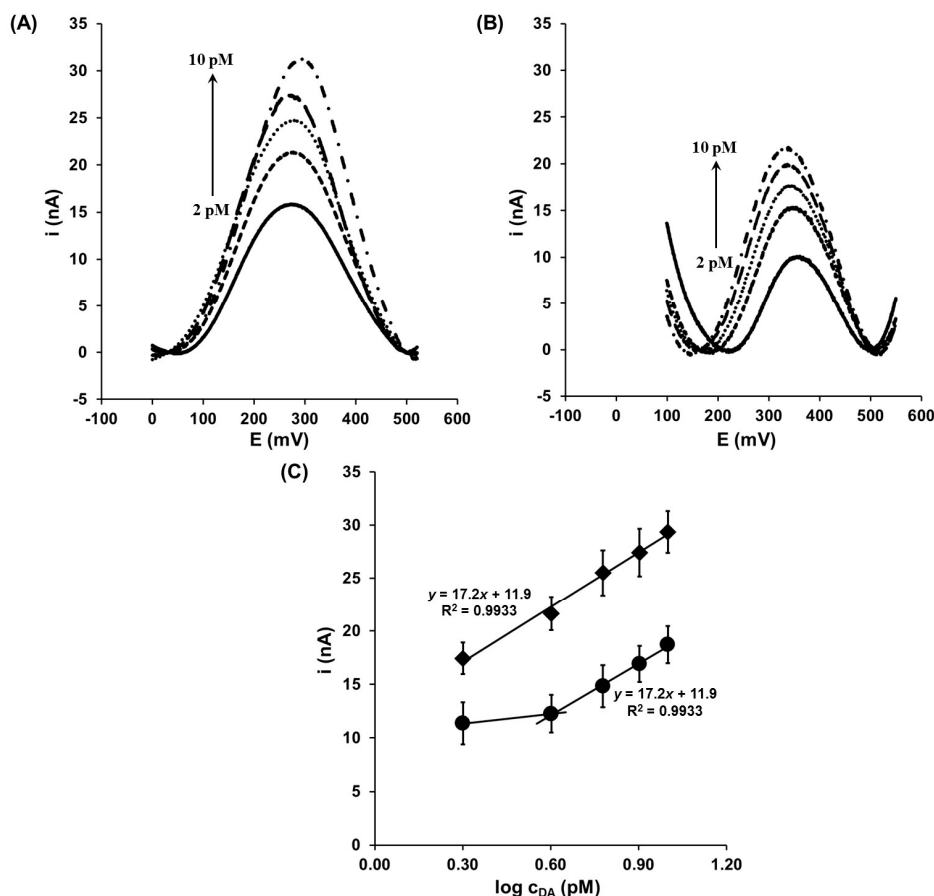 (A)
35
30
25
20
15
10
5
0
-5
i (nA)
10 pM
2 pM
-100 0 100 200 300 400 500 600
E (mV)
(B)
35
30
25
20
15
10
5
0
-5
i (nA)
10 pM
2 pM
-100 0 100 200 300 400 500 600
E (mV)
(C)
35
30
25
20
15
10
5
0
i (nA)
y = 17.2x + 11.9
R² = 0.9933
y = 17.2x + 11.9
R² = 0.9933
0.00 0.30 0.60 0.90 1.20
log cDA (pM)